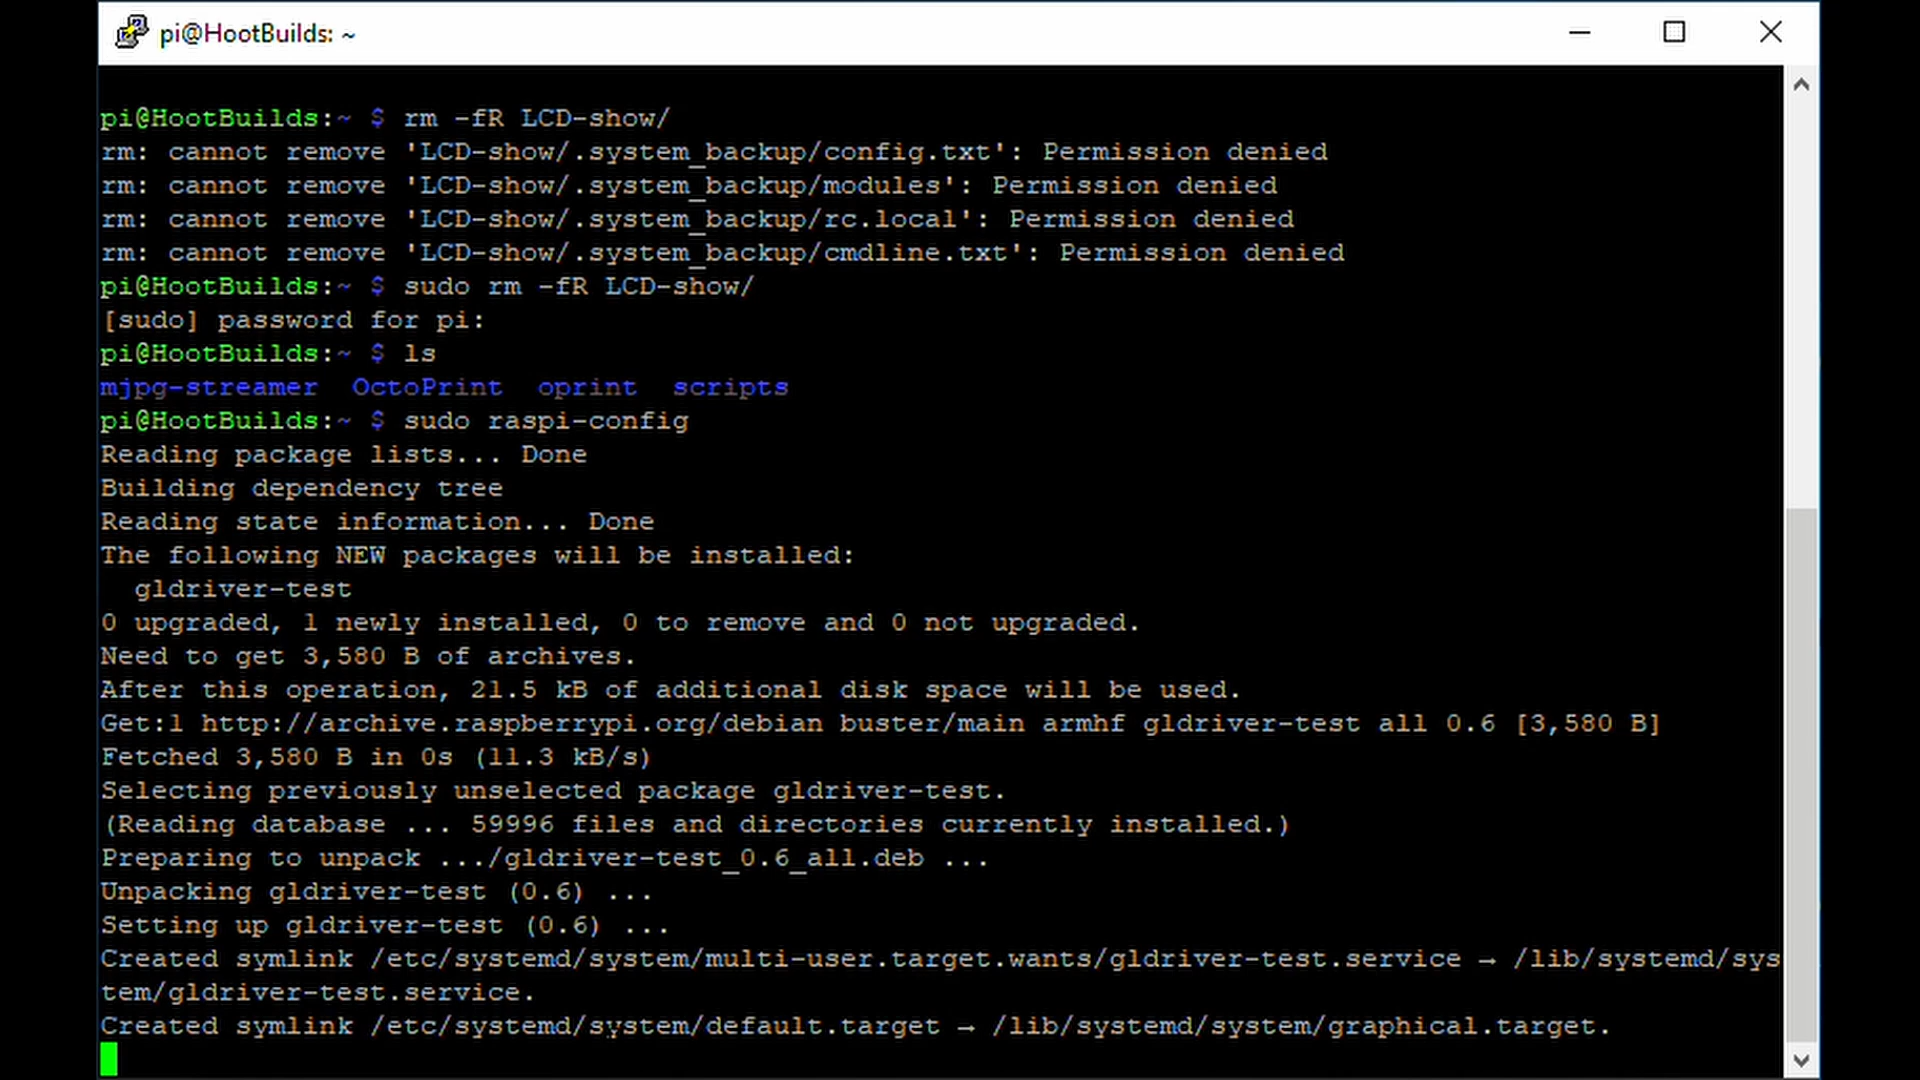 pi@HootBuilds: ~
pi@HootBuilds:~ $ rm -fR LCD-show/
rm: cannot remove 'LCD-show/.system_backup/config.txt': Permission denied
rm: cannot remove 'LCD-show/.system_backup/modules': Permission denied
rm: cannot remove 'LCD-show/.system_backup/rc.local': Permission denied
rm: cannot remove 'LCD-show/.system_backup/cmdline.txt': Permission denied
pi@HootBuilds:~ $ sudo rm -fR LCD-show/
[sudo] password for pi:
pi@HootBuilds:~ $ ls
mjpg-streamer  OctoPrint  oprint  scripts
pi@HootBuilds:~ $ sudo raspi-config
Reading package lists... Done
Building dependency tree
Reading state information... Done
The following NEW packages will be installed:
  gldriver-test
0 upgraded, 1 newly installed, 0 to remove and 0 not upgraded.
Need to get 3,580 B of archives.
After this operation, 21.5 kB of additional disk space will be used.
Get:1 http://archive.raspberrypi.org/debian buster/main armhf gldriver-test all 0.6 [3,580 B]
Fetched 3,580 B in 0s (11.3 kB/s)
Selecting previously unselected package gldriver-test.
(Reading database ... 59996 files and directories currently installed.)
Preparing to unpack .../gldriver-test_0.6_all.deb ...
Unpacking gldriver-test (0.6) ...
Setting up gldriver-test (0.6) ...
Created symlink /etc/systemd/system/multi-user.target.wants/gldriver-test.service → /lib/systemd/sys
tem/gldriver-test.service.
Created symlink /etc/systemd/system/default.target → /lib/systemd/system/graphical.target.